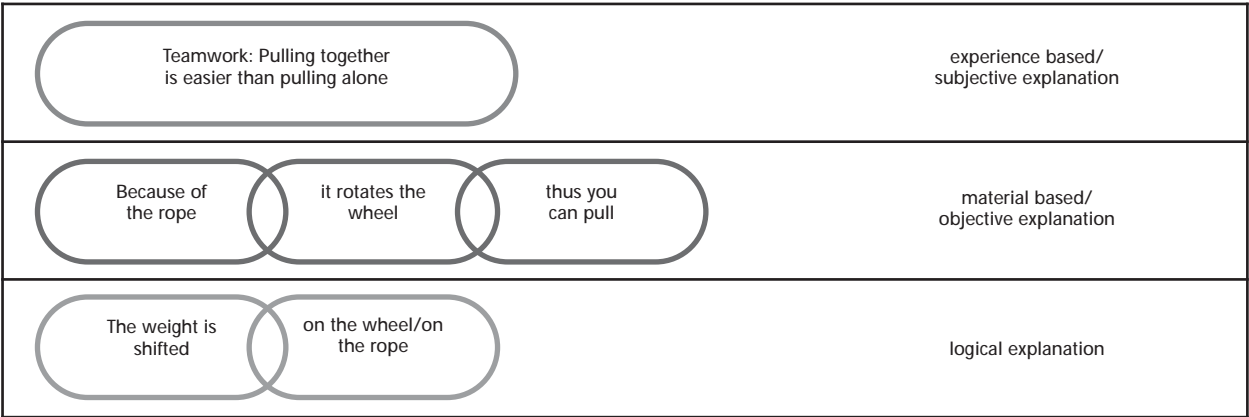 Teamwork: Pulling together
is easier than pulling alone
experience based/
subjective explanation
Because of
the rope
it rotates the
wheel
thus you
can pull
material based/
objective explanation
The weight is
shifted
on the wheel/on
the rope
logical explanation